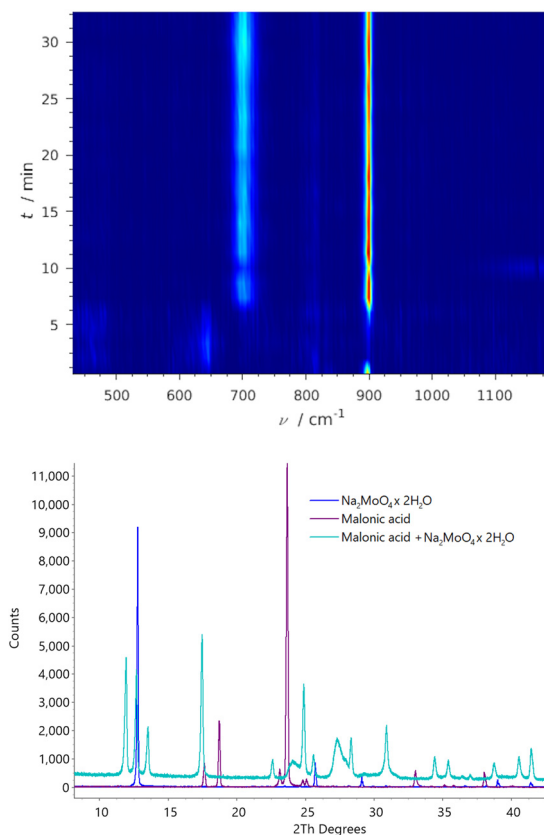 30
25
20
15
10
5
t / min
500 600 700 800 900 1000 1100
ν / cm⁻¹
11,000
10,000
9,000
8,000
7,000
6,000
5,000
4,000
3,000
2,000
1,000
0
Counts
Na₂MoO₄ x 2H₂O
Malonic acid
Malonic acid + Na₂MoO₄ x 2H₂O
10 15 20 25 30 35 40
2Th Degrees